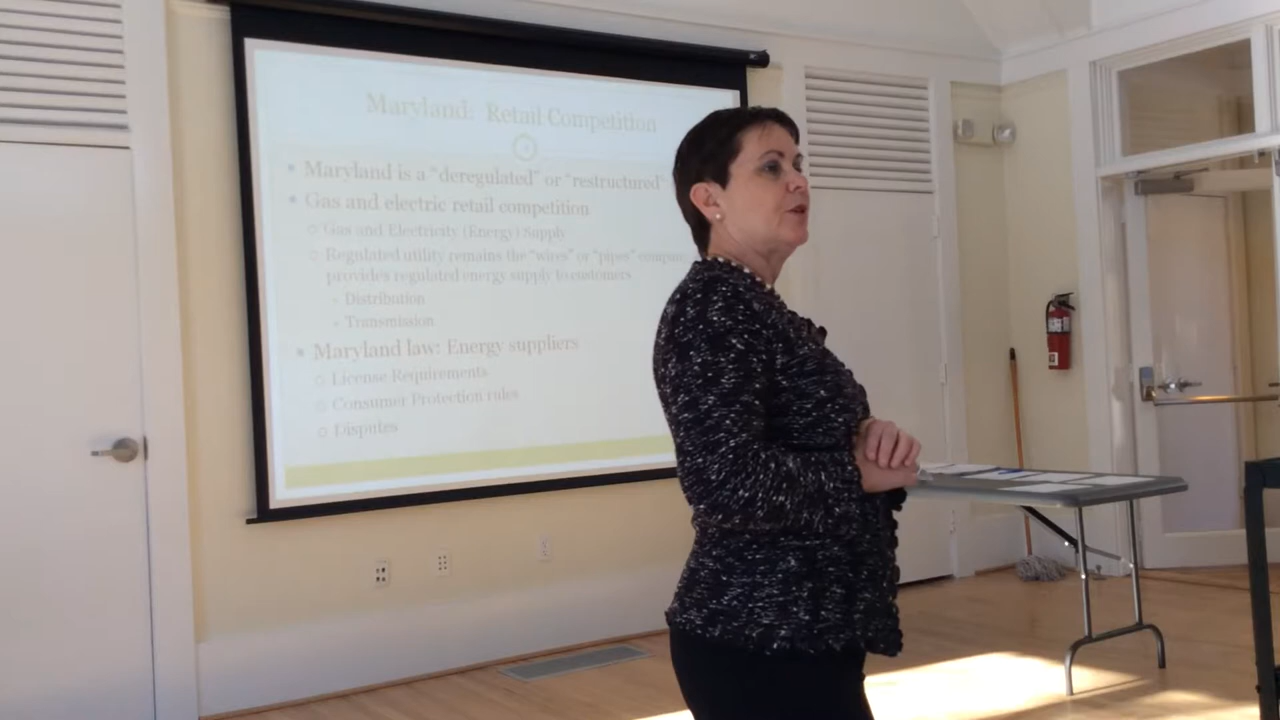 Maryland: Retail Competition
Maryland is a "deregulated" or "restructured"
Gas and electric retail competition
Gas and Electricity (Energy) Supply
Regulated utility remains the "wires" or "pipes"
provides regulated energy supply to customers
Distribution
Transmission
Maryland law: Energy suppliers
License Requirements
Consumer Protection rules
Disputes